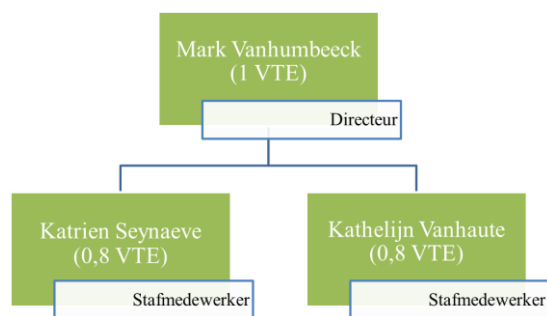 Mark Vanhumbeeck
(1 VTE)
Directeur
Katrien Seynaeve
(0,8 VTE)
Stafmedewerker
Kathelijn Vanhaute
(0,8 VTE)
Stafmedewerker